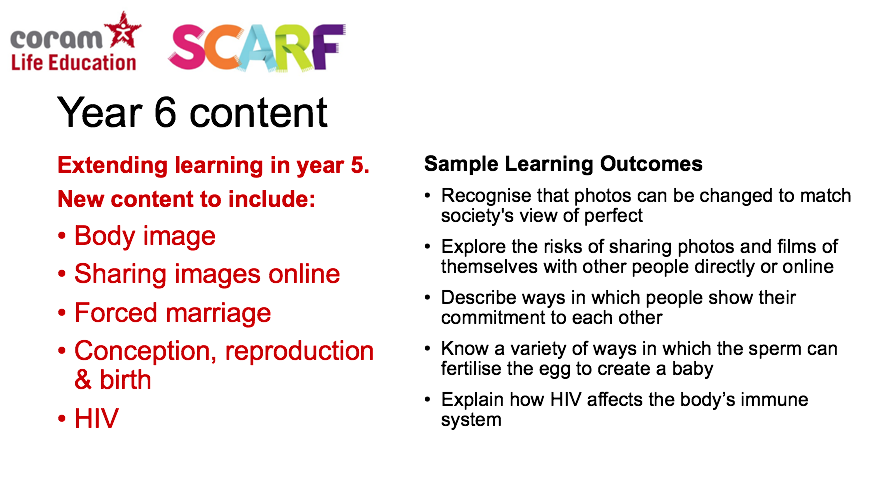 coram
Life Education
SCARF
Year 6 content
Extending learning in year 5.
New content to include:
• Body image
• Sharing images online
• Forced marriage
• Conception, reproduction
& birth
• HIV
Sample Learning Outcomes
• Recognise that photos can be changed to match
society's view of perfect
• Explore the risks of sharing photos and films of
themselves with other people directly or online
• Describe ways in which people show their
commitment to each other
• Know a variety of ways in which the sperm can
fertilise the egg to create a baby
• Explain how HIV affects the body’s immune
system